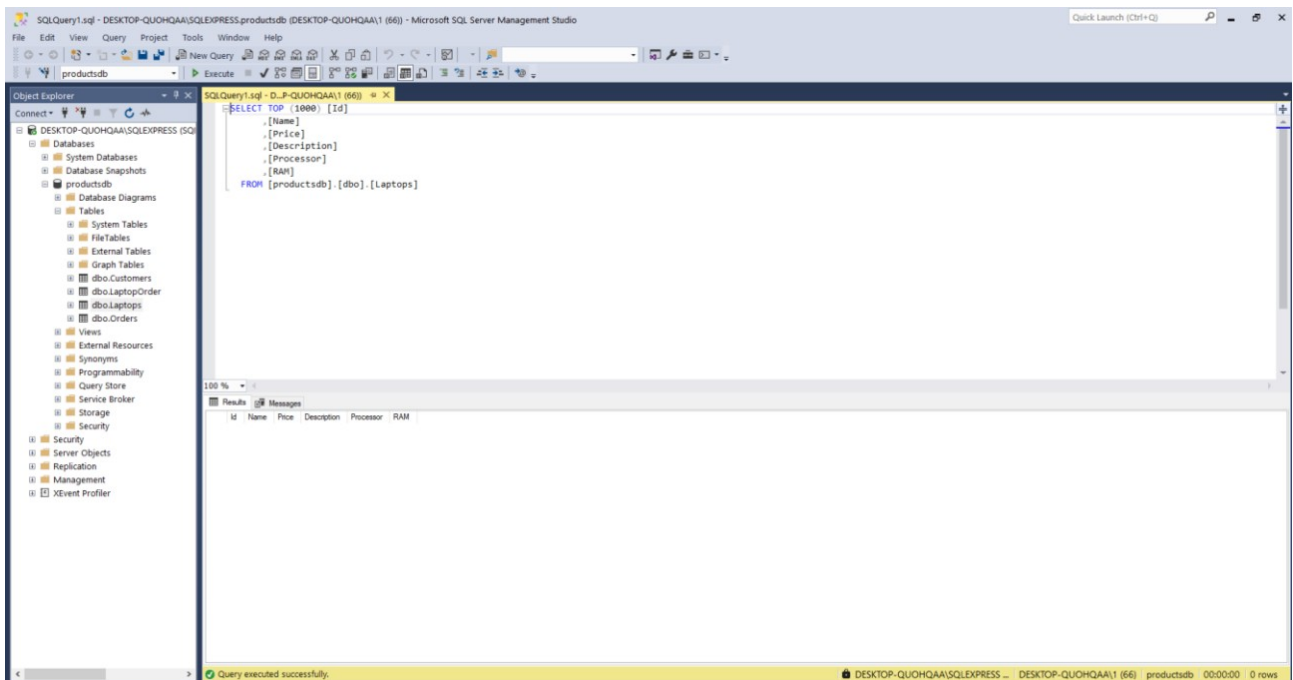 SQLQuery1.sql - DESKTOP-QUOHQAA\SQLEXPRESS.productsdb (DESKTOP-QUOHQAA\1 (66)) - Microsoft SQL Server Management Studio
Quick Launch (Ctrl+Q)
File Edit View Query Project Tools Window Help
New Query
productsdb
Execute
Object Explorer
SQLQuery1.sql - D...P-QUOHQAA\1 (66))
Connect
DESKTOP-QUOHQAA\SQLEXPRESS (SQ
Databases
System Databases
Database Snapshots
productsdb
Database Diagrams
Tables
System Tables
FileTables
External Tables
Graph Tables
dbo.Customers
dbo.LaptopOrder
dbo.Laptops
dbo.Orders
Views
External Resources
Synonyms
Programmability
Query Store
Service Broker
Storage
Security
Security
Server Objects
Replication
Management
XEvent Profiler
SELECT TOP (1000) [Id]
,[Name]
,[Price]
,[Description]
,[Processor]
,[RAM]
FROM [productsdb].[dbo].[Laptops]
100 %
Results Messages
Id Name Price Description Processor RAM
Query executed successfully.
DESKTOP-QUOHQAA\SQLEXPRESS ... DESKTOP-QUOHQAA\1 (66) productsdb 00:00:00 0 rows